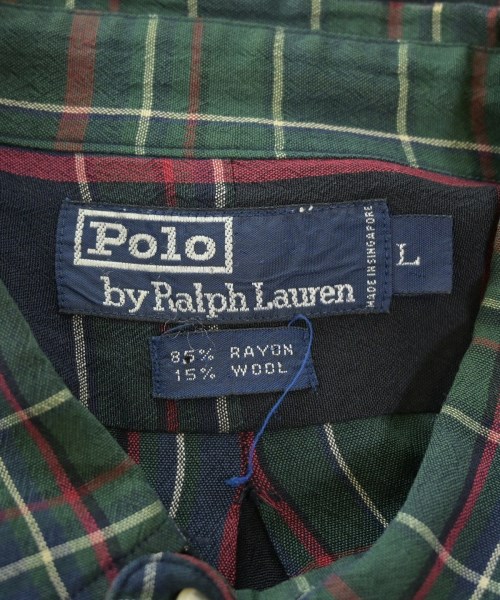 Polo
by Ralph Lauren
MADE IN SINGAPORE
L
85% RAYON
15% WOOL